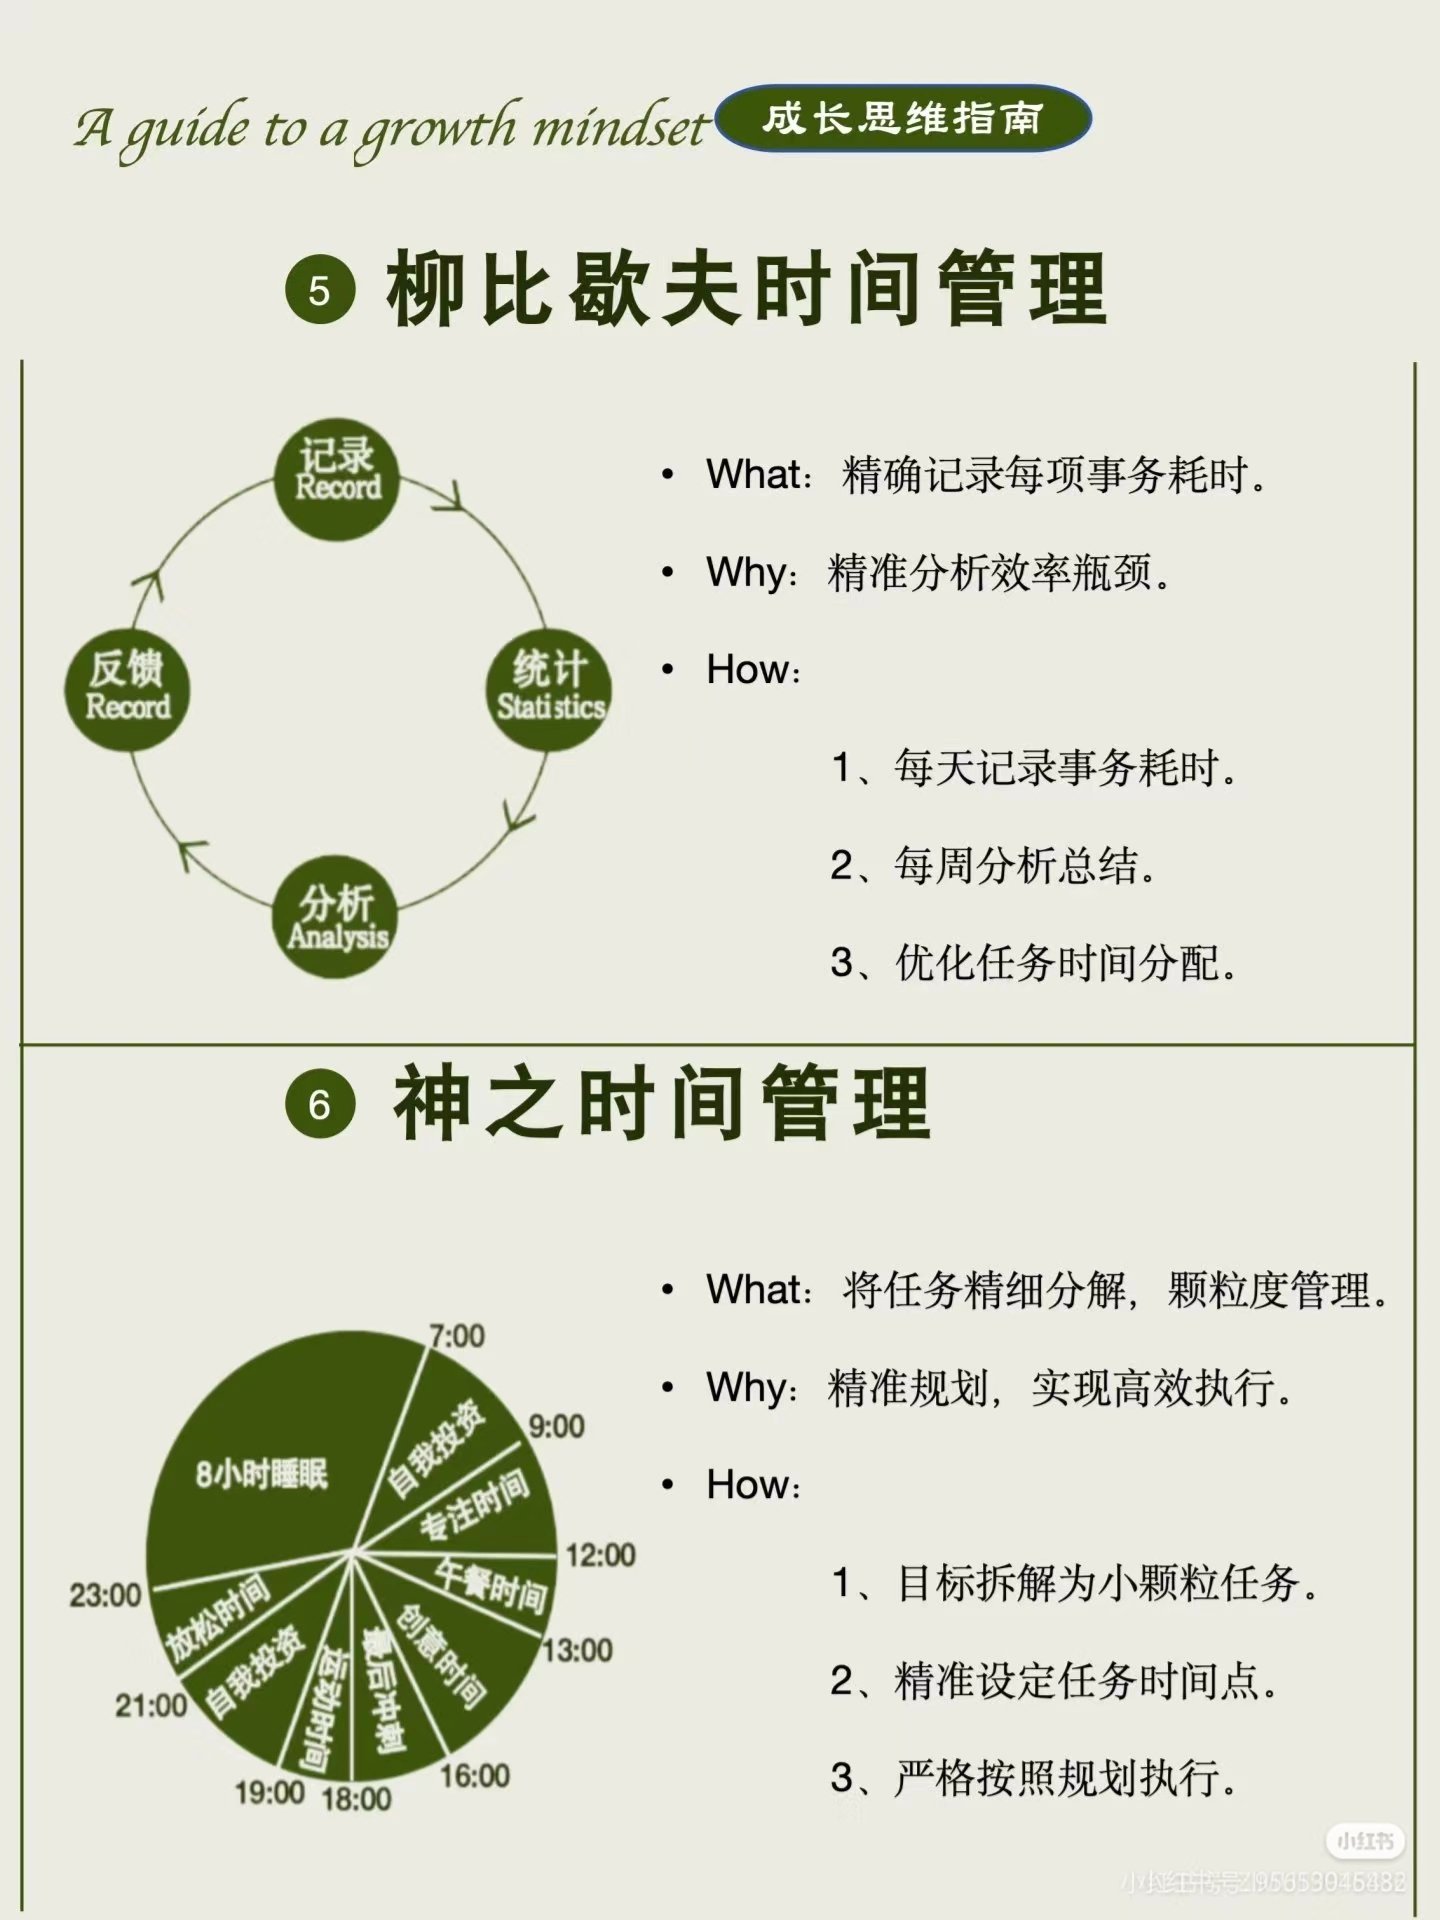 A guide to a growth mindset 成长思维指南
5 柳比歇夫时间管理
记录
Record
反馈
Record
统计
Statistics
分析
Analysis
• What：精确记录每项事务耗时。
• Why：精准分析效率瓶颈。
• How：
1、每天记录事务耗时。
2、每周分析总结。
3、优化任务时间分配。
6 神之时间管理
7:00
9:00
12:00
13:00
16:00
18:00
19:00
21:00
23:00
8小时睡眠
自我投资
专注时间
午餐时间
创意时间
最后冲刺
运动时间
自我投资
放松时间
• What：将任务精细分解，颗粒度管理。
• Why：精准规划，实现高效执行。
• How：
1、目标拆解为小颗粒任务。
2、精准设定任务时间点。
3、严格按照规划执行。
小红书